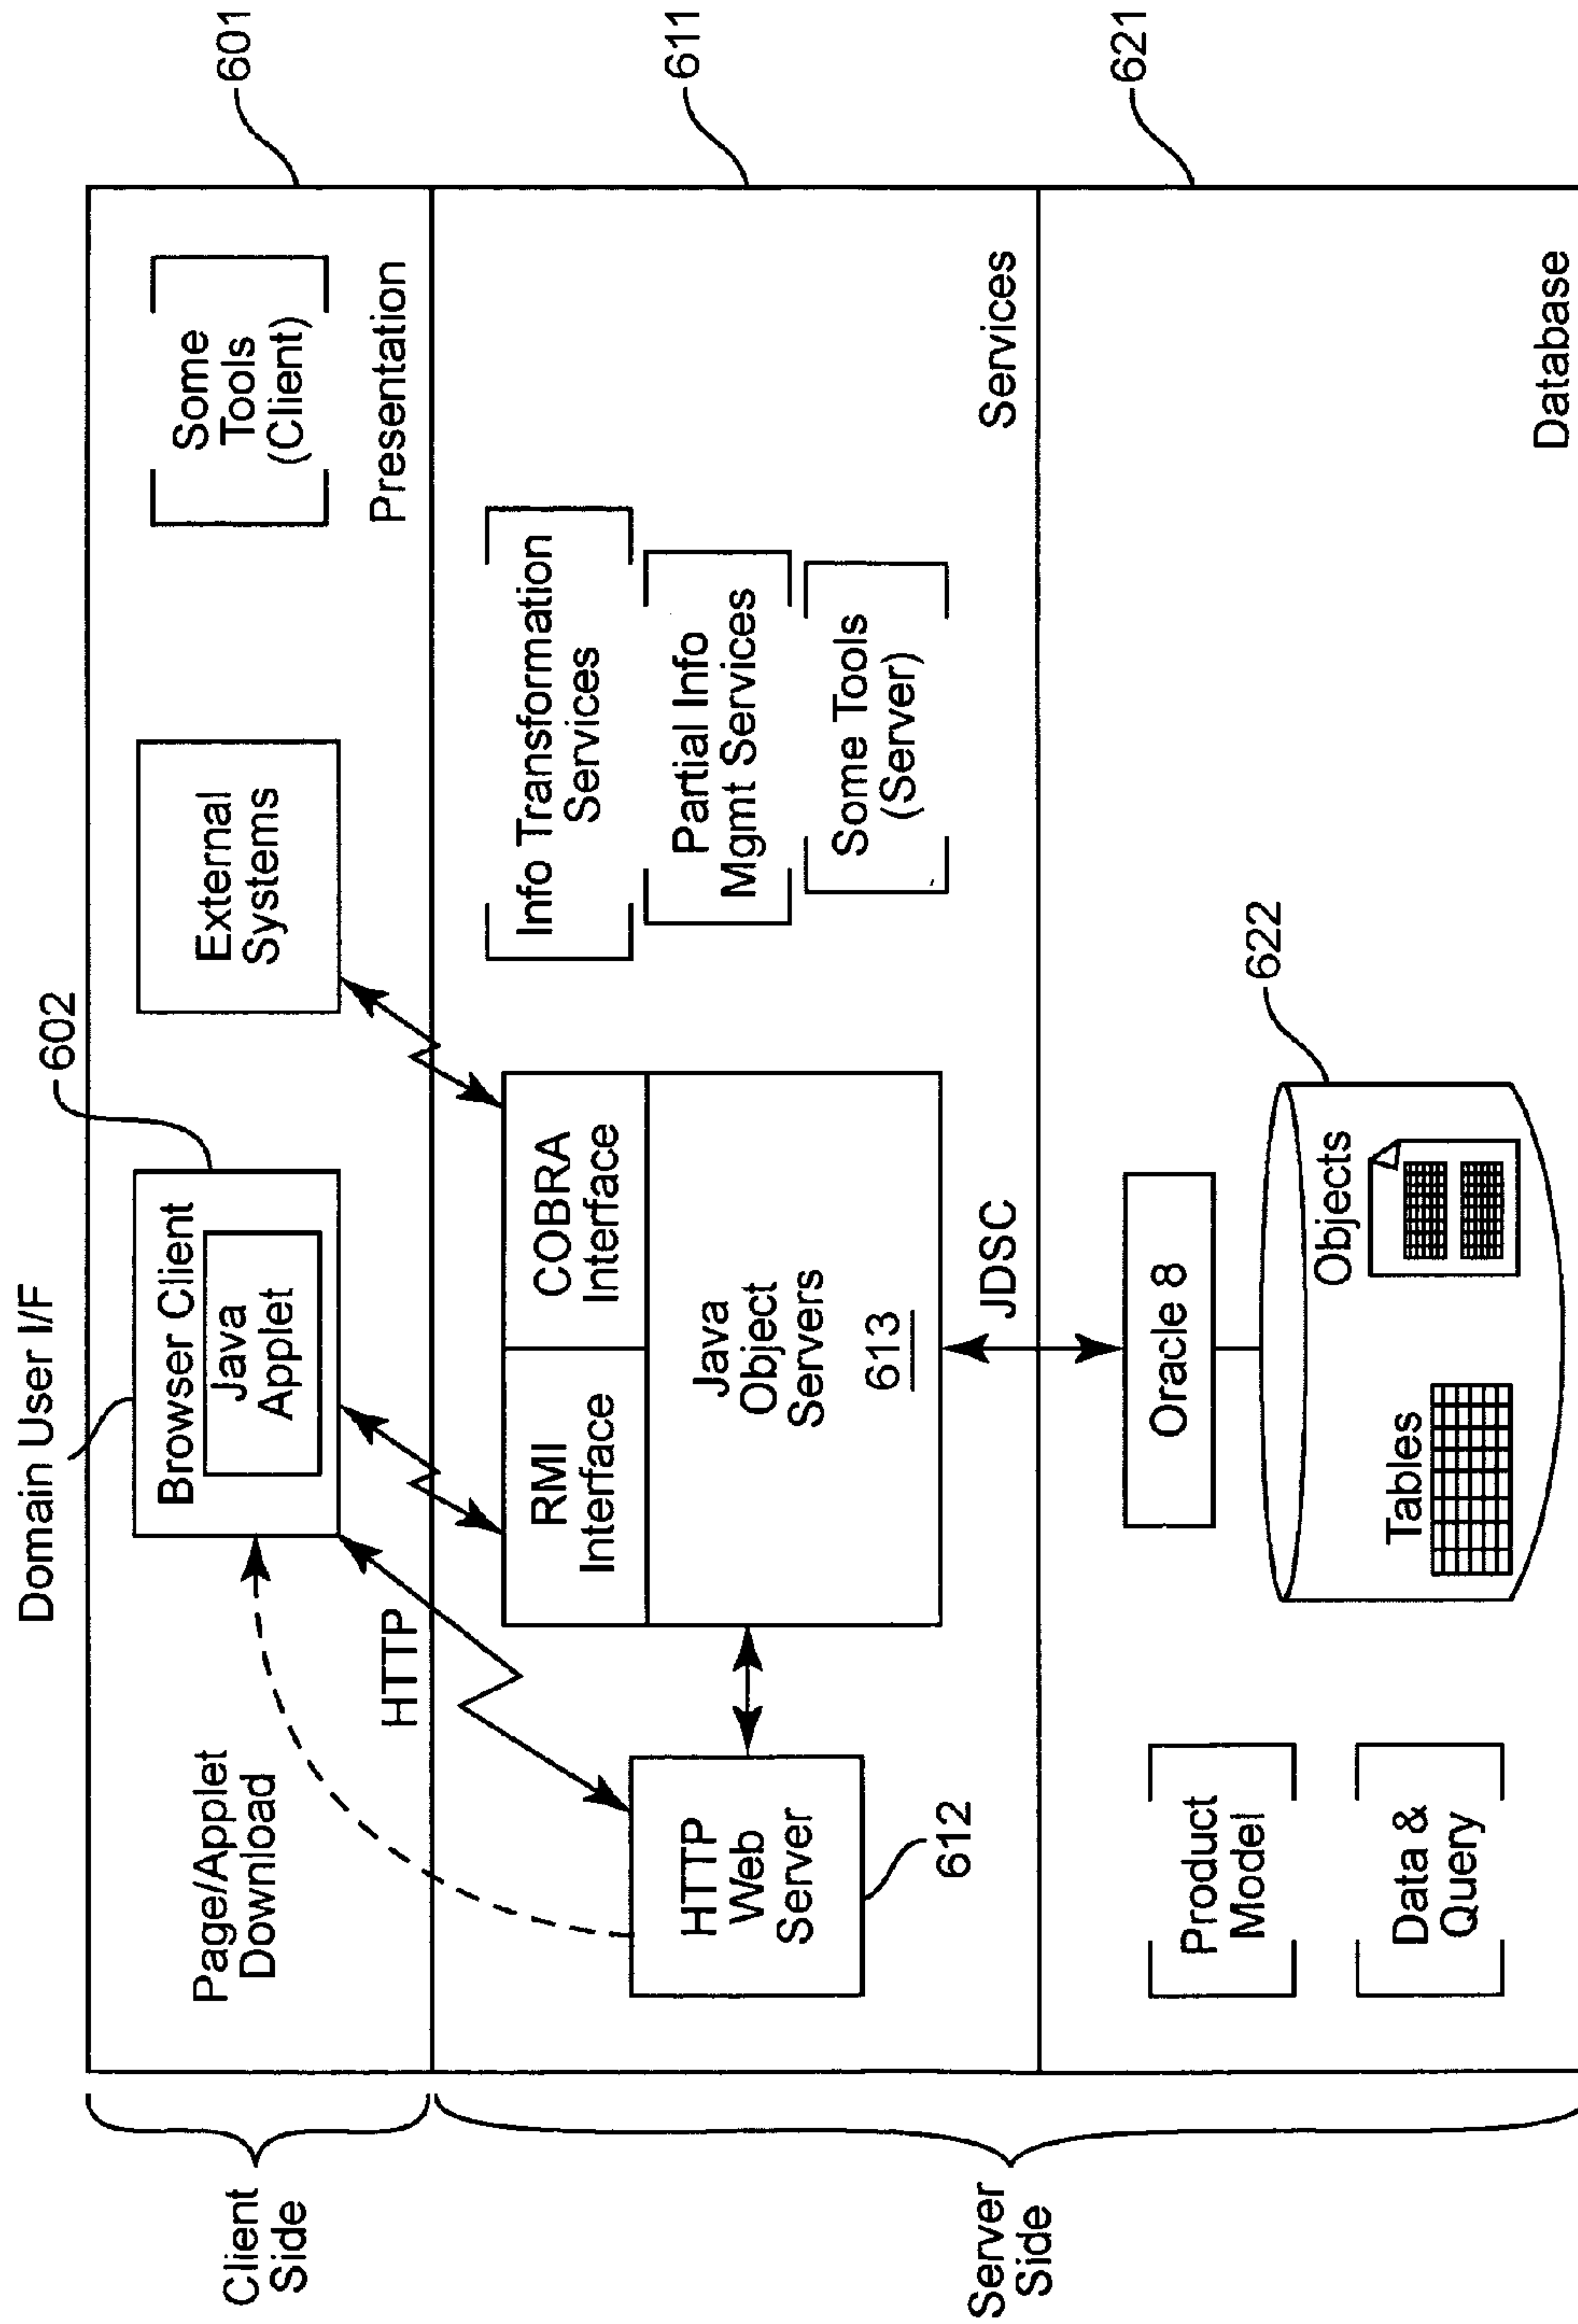 Domain User I/F
602
601
Client
Side
Page/Applet
Download
Browser Client
Java
Applet
External
Systems
Some
Tools
(Client)
HTTP
Presentation
611
Server
Side
HTTP
Web
Server
612
RMI
Interface
COBRA
Interface
Java
Object
Servers
613
Info Transformation
Services
Partial Info
Mgmt Services
Some Tools
(Server)
Services
JDSC
621
Product
Model
Data &
Query
Oracle 8
622
Tables
Objects
Database